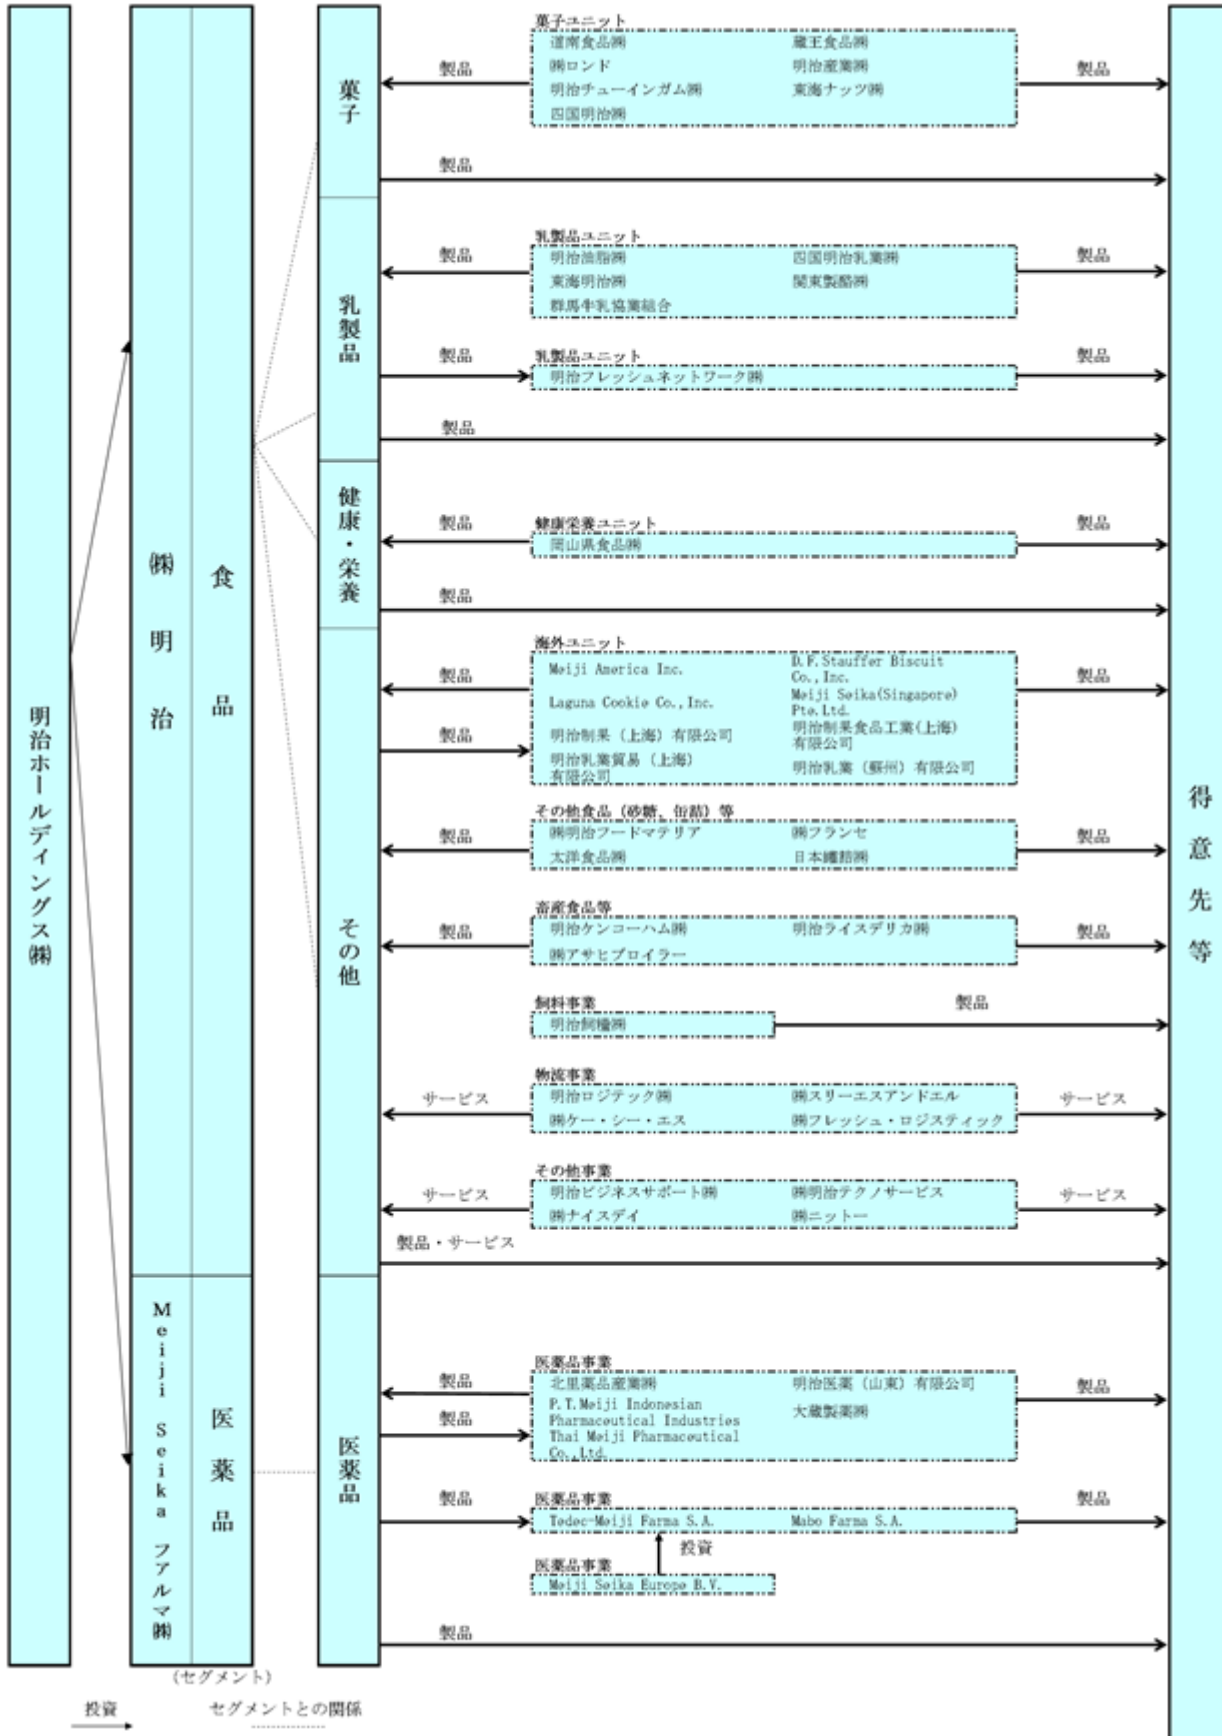 明治ホールディングス㈱
㈱明治
食品
Meiji Seika ファルマ㈱
医薬品
菓子
菓子ユニット
道南食品㈱
蔵王食品㈱
㈱ロンド
明治産業㈱
明治チューインガム㈱
東海ナッツ㈱
四国明治㈱
製品
製品
製品
乳製品
乳製品ユニット
明治油脂㈱
四国明治乳業㈱
東海明治㈱
関東製酪㈱
群馬牛乳協業組合
製品
製品
乳製品ユニット
明治フレッシュネットワーク㈱
製品
製品
製品
健康・栄養
健康栄養ユニット
岡山県食品㈱
製品
製品
製品
その他
海外ユニット
Meiji America Inc.
D.F.Stauffer Biscuit
Co.,Inc.
Laguna Cookie Co.,Inc.
Meiji Seika(Singapore)
Pte.Ltd.
明治制果（上海）有限公司
明治制果食品工業(上海)
有限公司
明治乳業貿易（上海）
有限公司
明治乳業（蘇州）有限公司
製品
製品
製品
その他食品（砂糖、缶詰）等
㈱明治フードマテリア
㈱フランセ
太洋食品㈱
日本罐詰㈱
製品
製品
畜産食品等
明治ケンコーハム㈱
明治ライスデリカ㈱
㈱アサヒブロイラー
製品
製品
飼料事業
明治飼糧㈱
製品
物流事業
明治ロジテック㈱
㈱スリーエスアンドエル
㈱ケー・シー・エス
㈱フレッシュ・ロジスティック
サービス
サービス
その他事業
明治ビジネスサポート㈱
㈱明治テクノサービス
㈱ナイスデイ
㈱ニットー
サービス
サービス
製品・サービス
医薬品
医薬品事業
北里薬品産業㈱
明治医薬（山東）有限公司
P.T.Meiji Indonesian
Pharmaceutical Industries
大蔵製薬㈱
Thai Meiji Pharmaceutical
Co.,Ltd.
製品
製品
製品
医薬品事業
Tedec-Meiji Farma S.A.
Mabo Farma S.A.
製品
製品
投資
医薬品事業
Meiji Seika Europe B.V.
製品
得意先等
(セグメント)
投資
セグメントとの関係